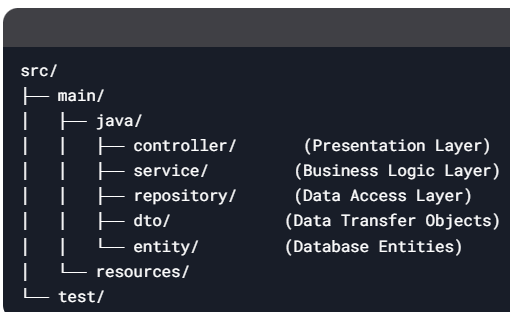 src/
├── main/
│   ├── java/
│   │   ├── controller/       (Presentation Layer)
│   │   ├── service/         (Business Logic Layer)
│   │   ├── repository/      (Data Access Layer)
│   │   ├── dto/            (Data Transfer Objects)
│   │   └── entity/         (Database Entities)
│   └── resources/
└── test/